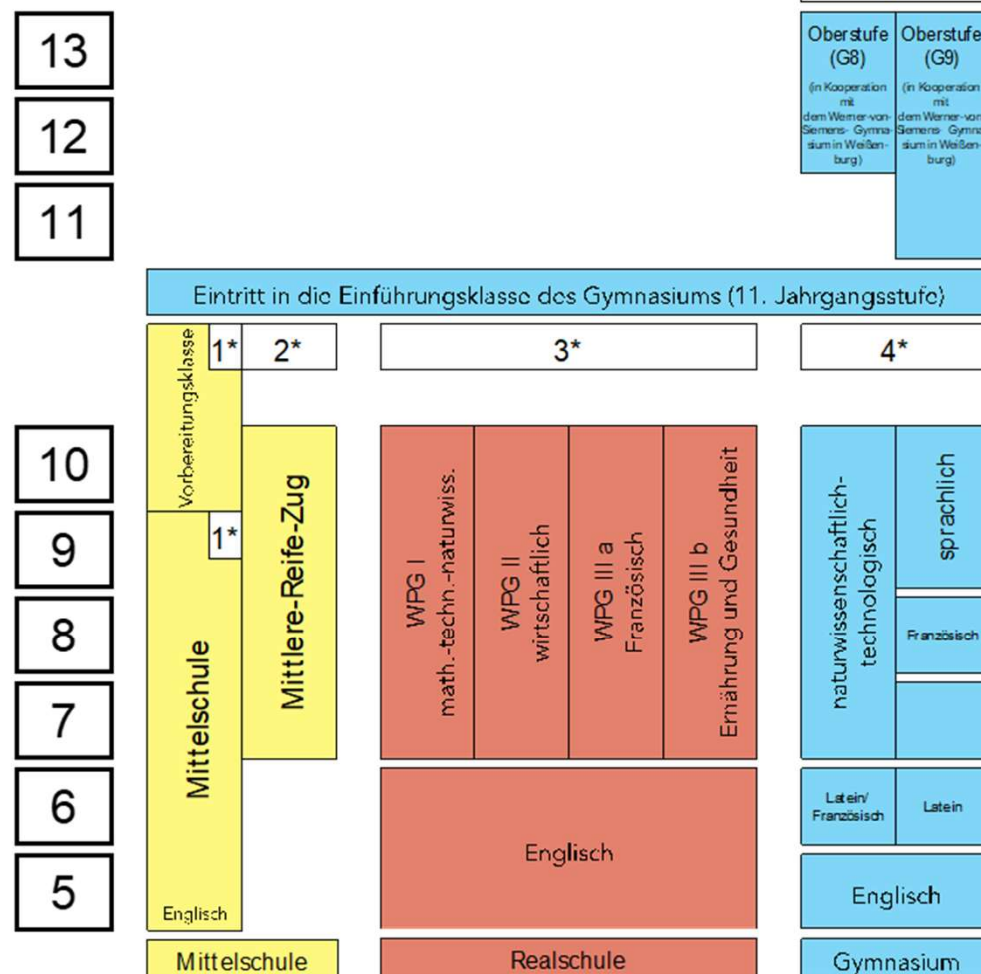 13
12
11
Oberstufe
(G8)
(in Kooperation
mit
dem Werner-von-
Siemens- Gymna-
sium in Weißen-
burg)
Oberstufe
(G9)
(in Kooperation
mit
dem Werner-von-
Siemens- Gymna-
sium in Weißen-
burg)
Eintritt in die Einführungsklasse des Gymnasiums (11. Jahrgangsstufe)
Vorbereitungsklasse
1*
2*
3*
4*
10
9
8
7
6
5
1*
Mittelschule
Englisch
Mittlere-Reife-Zug
WPG I
math.-techn.-naturwiss.
WPG II
wirtschaftlich
WPG III a
Französisch
WPG III b
Ernährung und Gesundheit
Englisch
naturwissenschaftlich-
technologisch
sprachlich
Französisch
Latein/
Französisch
Latein
Englisch
Mittelschule
Realschule
Gymnasium